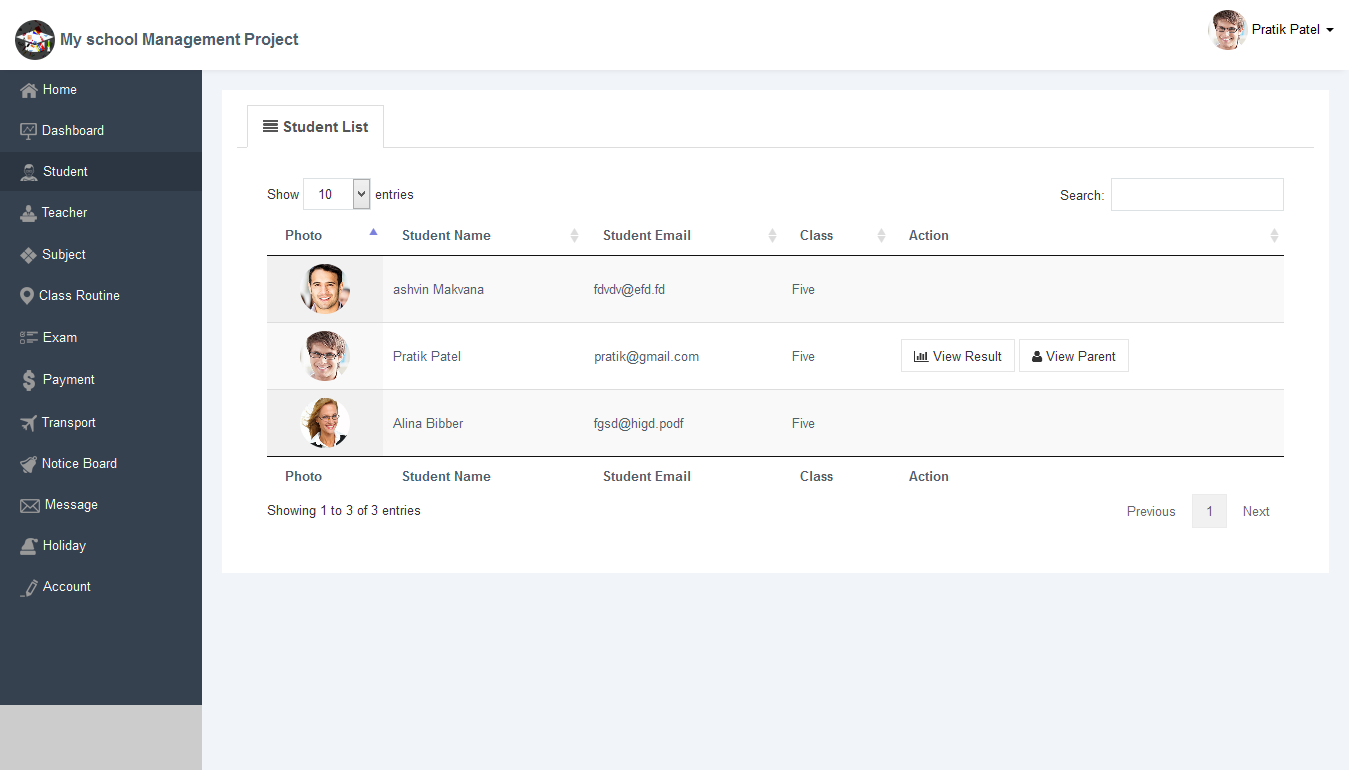 My school Management Project
Pratik Patel
Home
Dashboard
Student
Teacher
Subject
Class Routine
Exam
Payment
Transport
Notice Board
Message
Holiday
Account
Student List
Show 10 entries
Search:
Photo Student Name Student Email Class Action
ashvin Makvana fdvdv@efd.fd Five
Pratik Patel pratik@gmail.com Five View Result View Parent
Alina Bibber fgsd@higd.podf Five
Photo Student Name Student Email Class Action
Showing 1 to 3 of 3 entries
Previous 1 Next